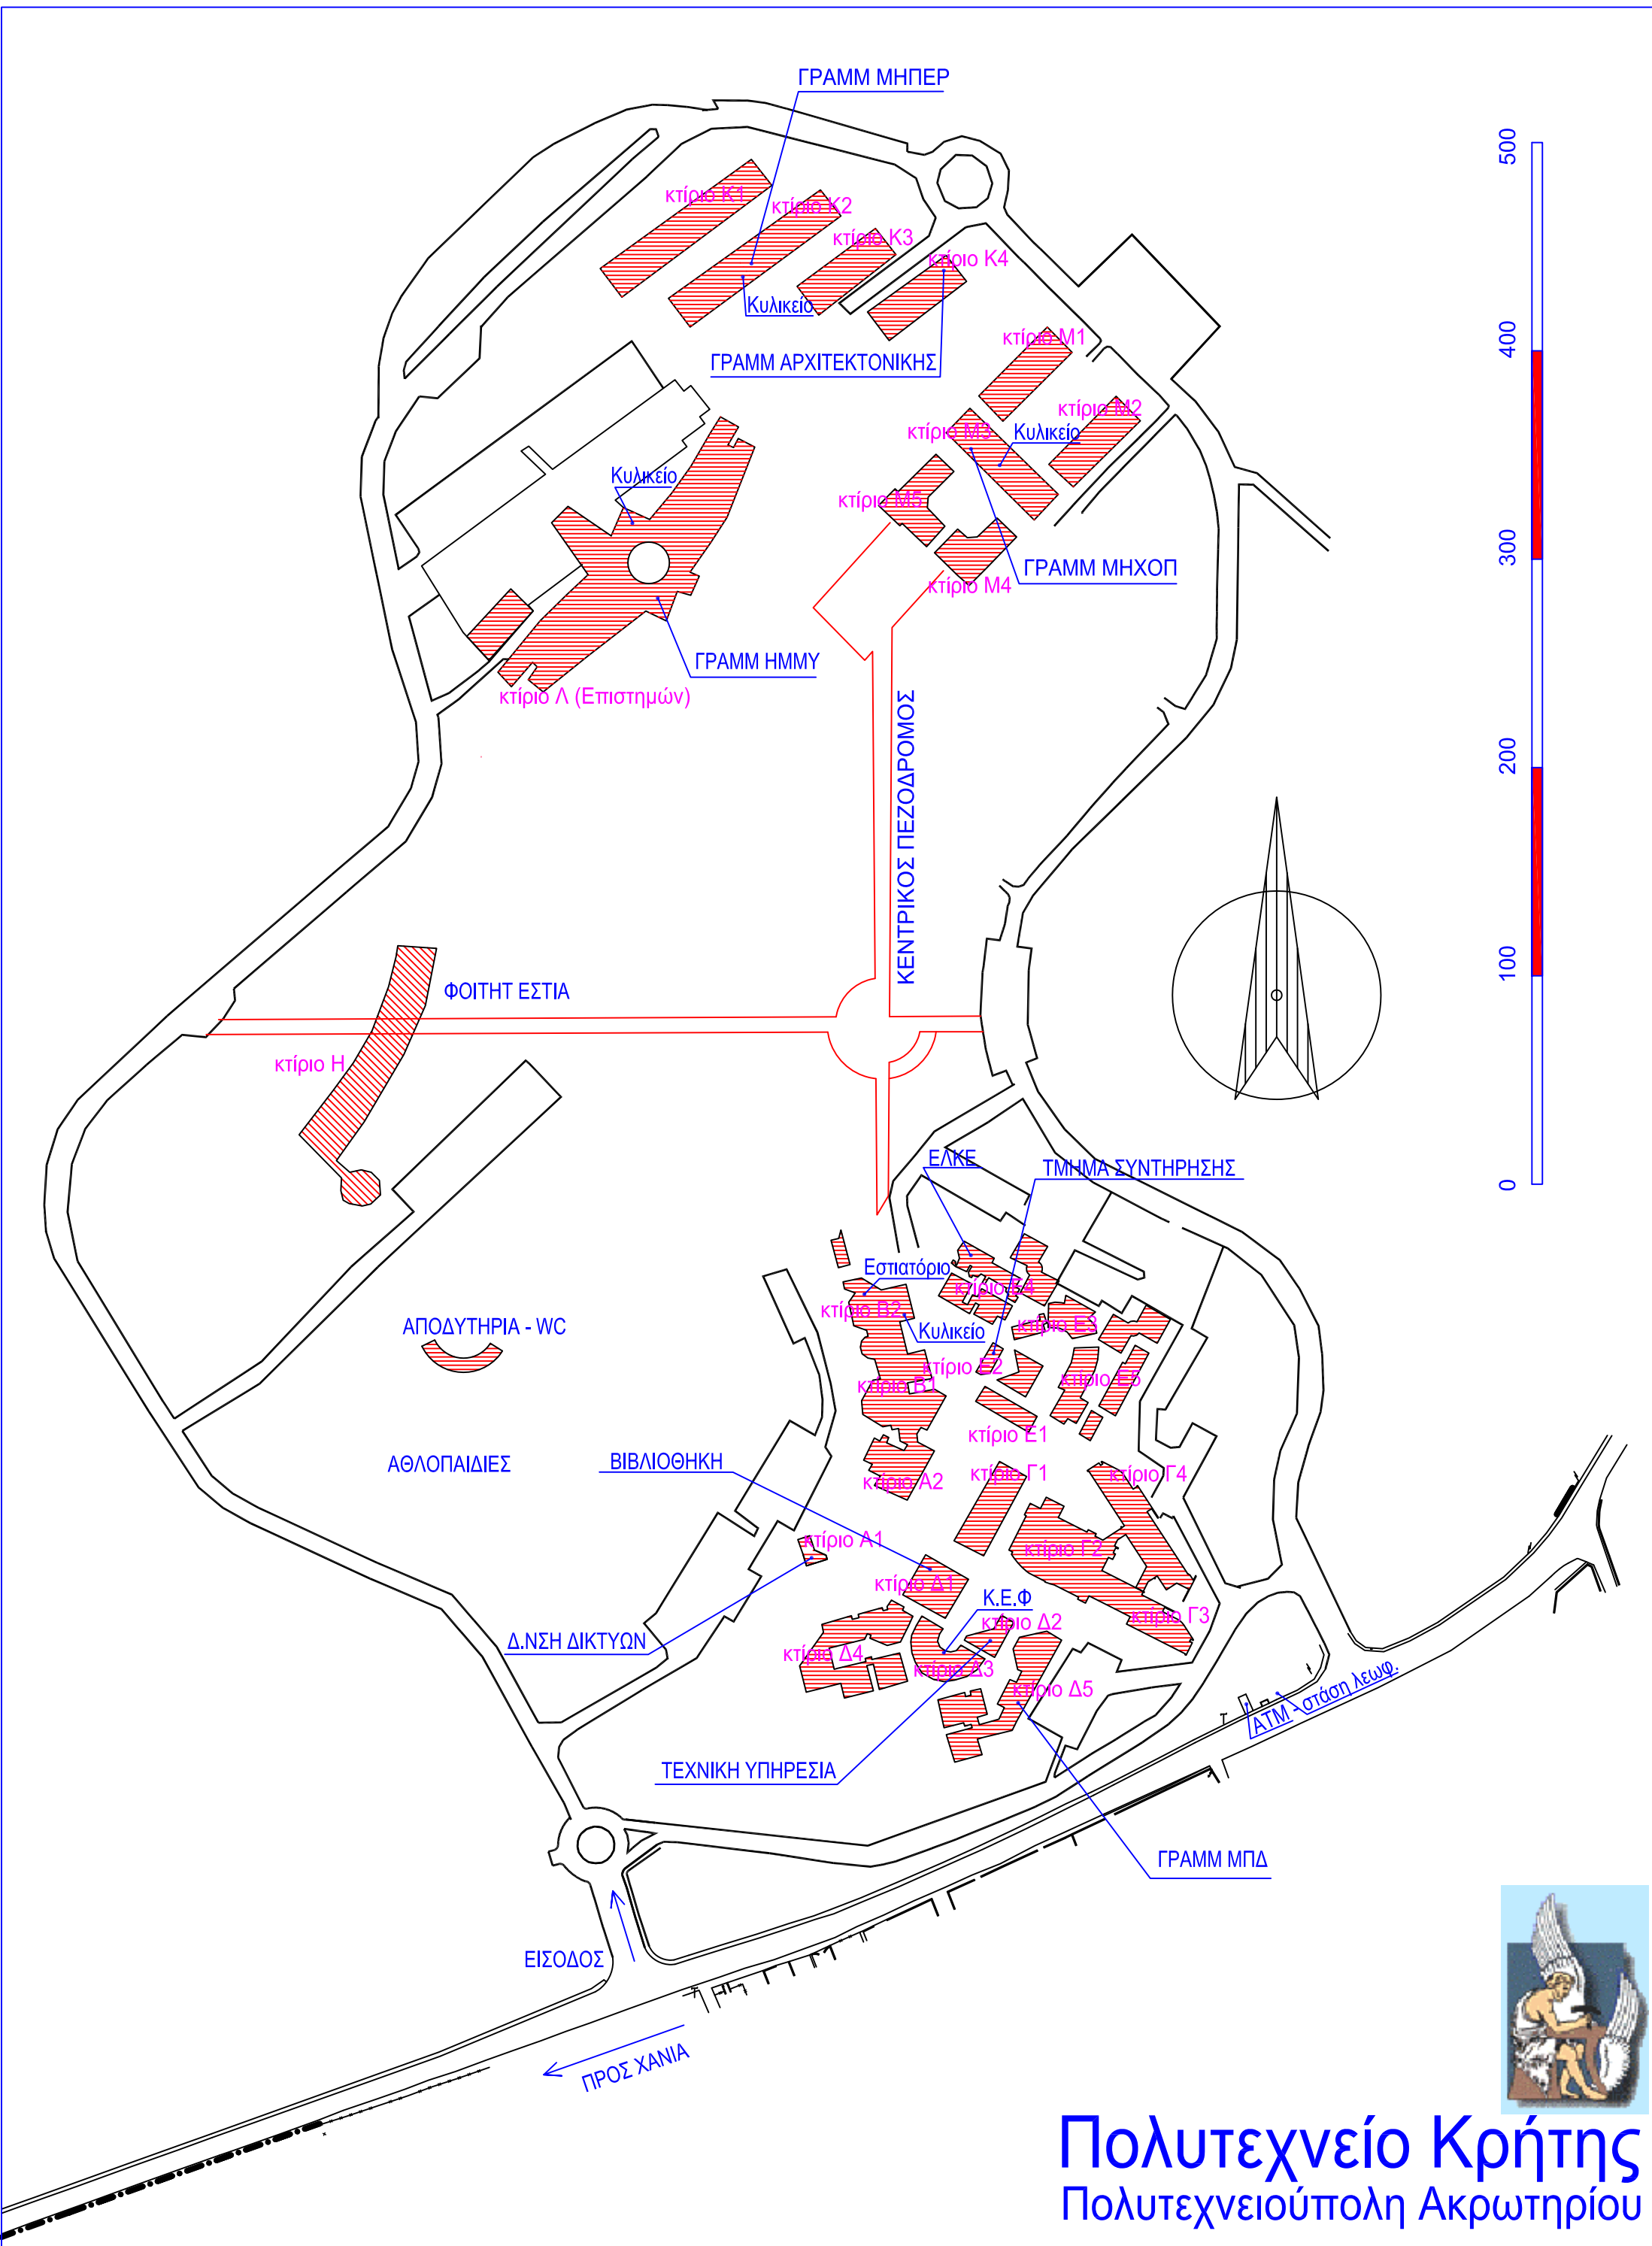 ΓΡΑΜΜ ΜΗΠΕΡ
κτίριο Κ1
κτίριο Κ2
κτίριο Κ3
κτίριο Κ4
Κυλικείο
ΓΡΑΜΜ ΑΡΧΙΤΕΚΤΟΝΙΚΗΣ
κτίριο Μ1
κτίριο Μ2
κτίριο Μ3
Κυλικείο
Κυλικείο
κτίριο Μ5
ΓΡΑΜΜ ΜΗΧΟΠ
κτίριο Μ4
ΓΡΑΜΜ ΗΜΜΥ
κτίριο Λ (Επιστημών)
ΚΕΝΤΡΙΚΟΣ ΠΕΖΟΔΡΟΜΟΣ
500
400
300
200
100
0
ΦΟΙΤΗΤ ΕΣΤΙΑ
κτίριο Η
ΕΛΚΕ
ΤΜΗΜΑ ΣΥΝΤΗΡΗΣΗΣ
Εστιατόριο
κτίριο Ε4
κτίριο Β2
Κυλικείο
κτίριο Ε3
ΑΠΟΔΥΤΗΡΙΑ - WC
κτίριο Ε2
κτίριο Ε5
κτίριο Β1
κτίριο Ε1
ΑΘΛΟΠΑΙΔΙΕΣ
ΒΙΒΛΙΟΘΗΚΗ
κτίριο Α2
κτίριο Γ1
κτίριο Γ4
κτίριο Α1
κτίριο Γ2
κτίριο Δ1
Κ.Ε.Φ
κτίριο Γ3
κτίριο Δ2
Δ.ΝΣΗ ΔΙΚΤΥΩΝ
κτίριο Δ4
κτίριο Δ3
κτίριο Δ5
ΑΤΜ - στάση λεωφ.
ΤΕΧΝΙΚΗ ΥΠΗΡΕΣΙΑ
ΓΡΑΜΜ ΜΠΔ
ΕΙΣΟΔΟΣ
ΠΡΟΣ ΧΑΝΙΑ
Πολυτεχνείο Κρήτης
Πολυτεχνειούπολη Ακρωτηρίου